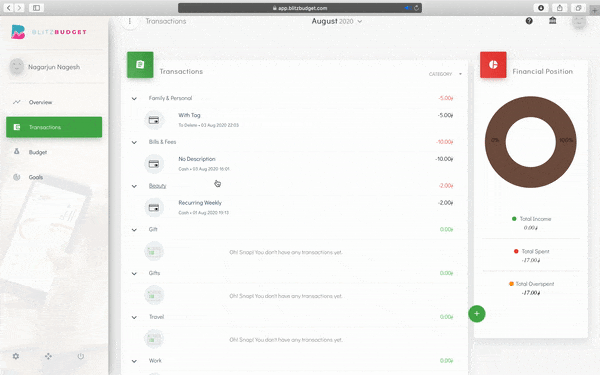 app.blitzbudget.com
BLITZBUDGET
Transactions
August 2020
Nagarjun Nagesh
Overview
Transactions
Budget
Goals
Transactions
CATEGORY
Family & Personal
-5.00
With Tag
-5.00
To Delete • 03 Aug 2020 22:03
Bills & Fees
-10.00
No Description
-10.00
Cash • 03 Aug 2020 16:01
Beauty
-2.00
Recurring Weekly
-2.00
Cash • 01 Aug 2020 15:13
Gift
0.00
Oh! Snap! You don't have any transactions yet.
Gifts
0.00
Oh! Snap! You don't have any transactions yet.
Travel
0.00
Oh! Snap! You don't have any transactions yet.
Work
0.00
Financial Position
0%
100%
Total Income
0.00
Total Spent
-17.00
Total Overspent
-17.00